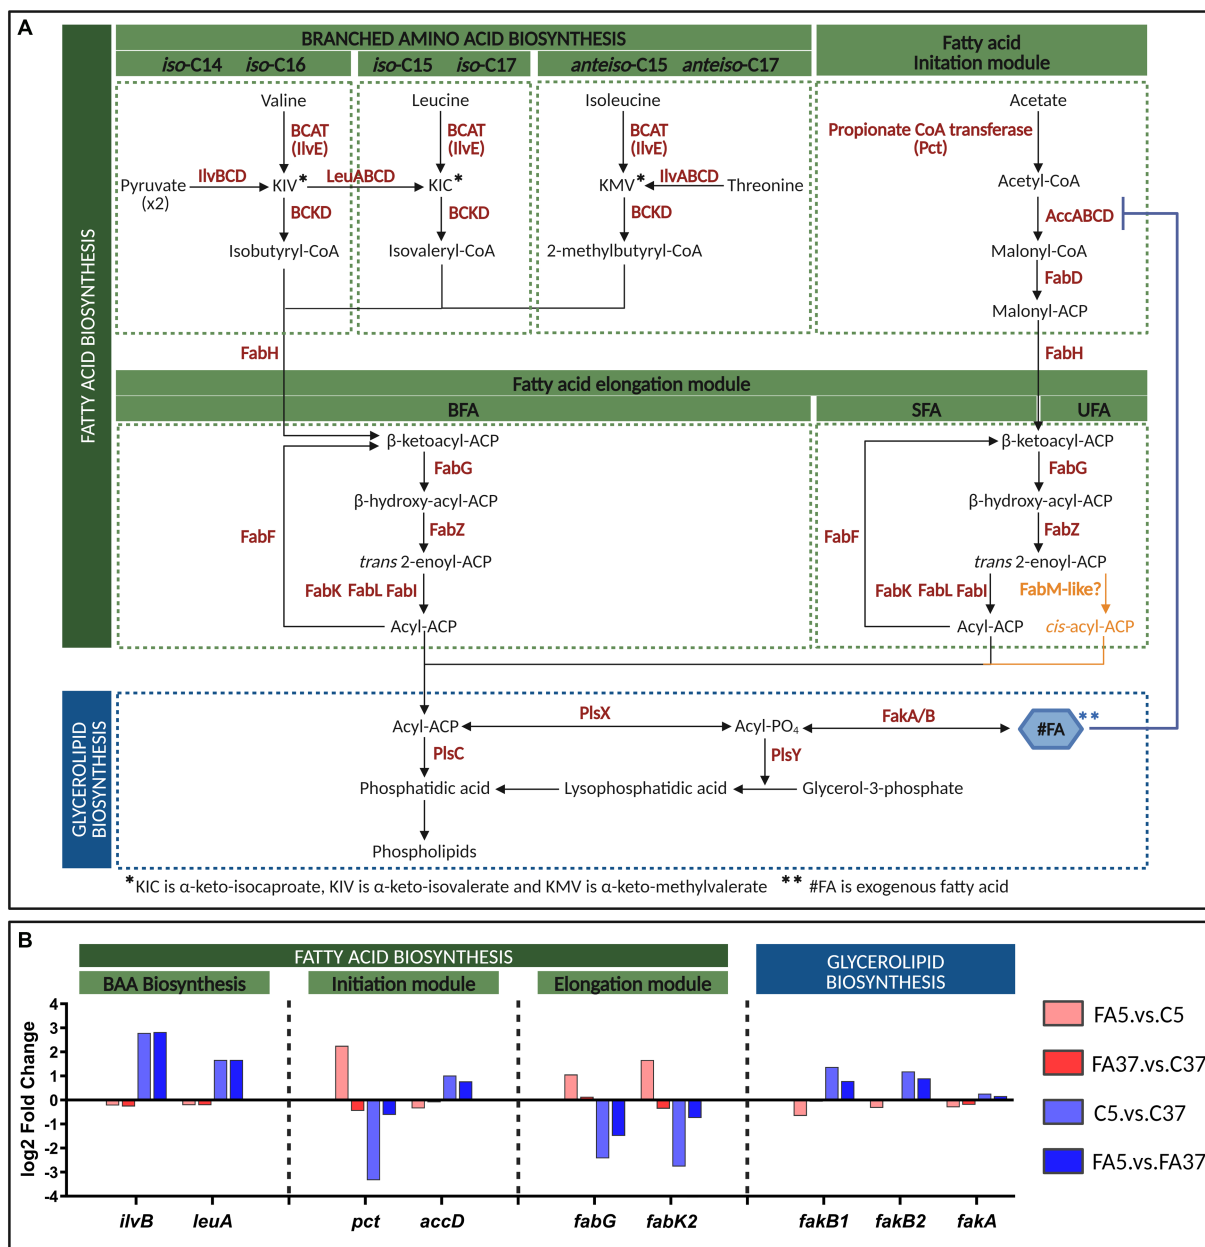 A
FATTY ACID BIOSYNTHESIS
BRANCHED AMINO ACID BIOSYNTHESIS
iso-C14 iso-C16
iso-C15 iso-C17
anteiso-C15 anteiso-C17
Fatty acid
Initation module
Valine
BCAT
(IlvE)
Pyruvate
(x2)
IlvBCD
KIV*
LeuABCD
BCKD
Isobutyryl-CoA
Leucine
BCAT
(IlvE)
KIC*
BCKD
Isovaleryl-CoA
Isoleucine
BCAT
(IlvE)
KMV*
IlvABCD
Threonine
BCKD
2-methylbutyryl-CoA
Acetate
Propionate CoA transferase
(Pct)
Acetyl-CoA
AccABCD
Malonyl-CoA
FabD
Malonyl-ACP
FabH
FabH
Fatty acid elongation module
BFA
SFA
UFA
β-ketoacyl-ACP
FabG
β-hydroxy-acyl-ACP
FabZ
FabF
trans 2-enoyl-ACP
FabK FabL FabI
Acyl-ACP
β-ketoacyl-ACP
FabG
β-hydroxy-acyl-ACP
FabZ
FabF
trans 2-enoyl-ACP
FabK FabL FabI
FabM-like?
Acyl-ACP
cis-acyl-ACP
GLYCEROLIPID
BIOSYNTHESIS
Acyl-ACP
PlsX
Acyl-PO4
FakA/B
#FA
**
PlsC
PlsY
Phosphatidic acid
Lysophosphatidic acid
Glycerol-3-phosphate
Phospholipids
*KIC is α-keto-isocaproate, KIV is α-keto-isovalerate and KMV is α-keto-methylvalerate ** #FA is exogenous fatty acid
B
FATTY ACID BIOSYNTHESIS
GLYCEROLIPID
BIOSYNTHESIS
BAA Biosynthesis
Initiation module
Elongation module
log2 Fold Change
4
3
2
1
0
-1
-2
-3
-4
ilvB
leuA
pct
accD
fabG
fabK2
fakB1
fakB2
fakA
FA5.vs.C5
FA37.vs.C37
C5.vs.C37
FA5.vs.FA37